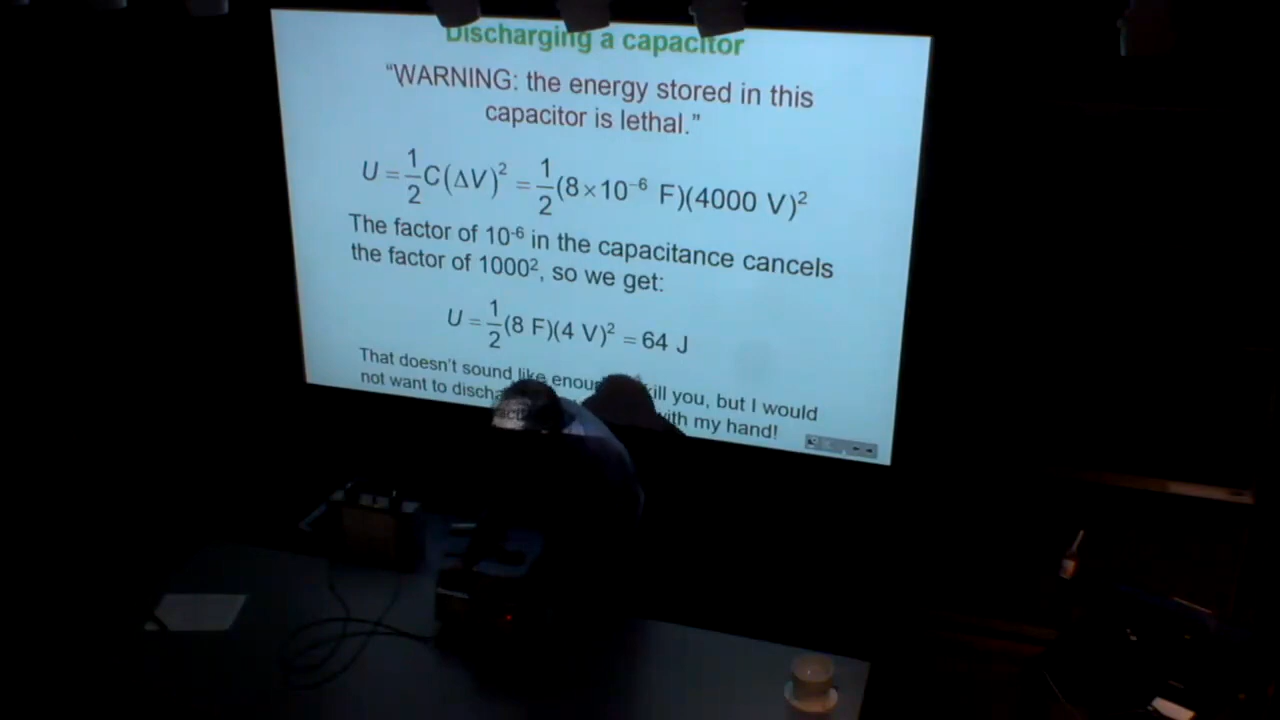 Discharging a capacitor
“WARNING: the energy stored in this
capacitor is lethal.”
U = 1/2 C(ΔV)² = 1/2 (8×10⁻⁶ F)(4000 V)²
The factor of 10⁻⁶ in the capacitance cancels
the factor of 1000², so we get:
U = 1/2 (8 F)(4 V)² = 64 J
That doesn’t sound like kill you, but I would
not want to with my hand!